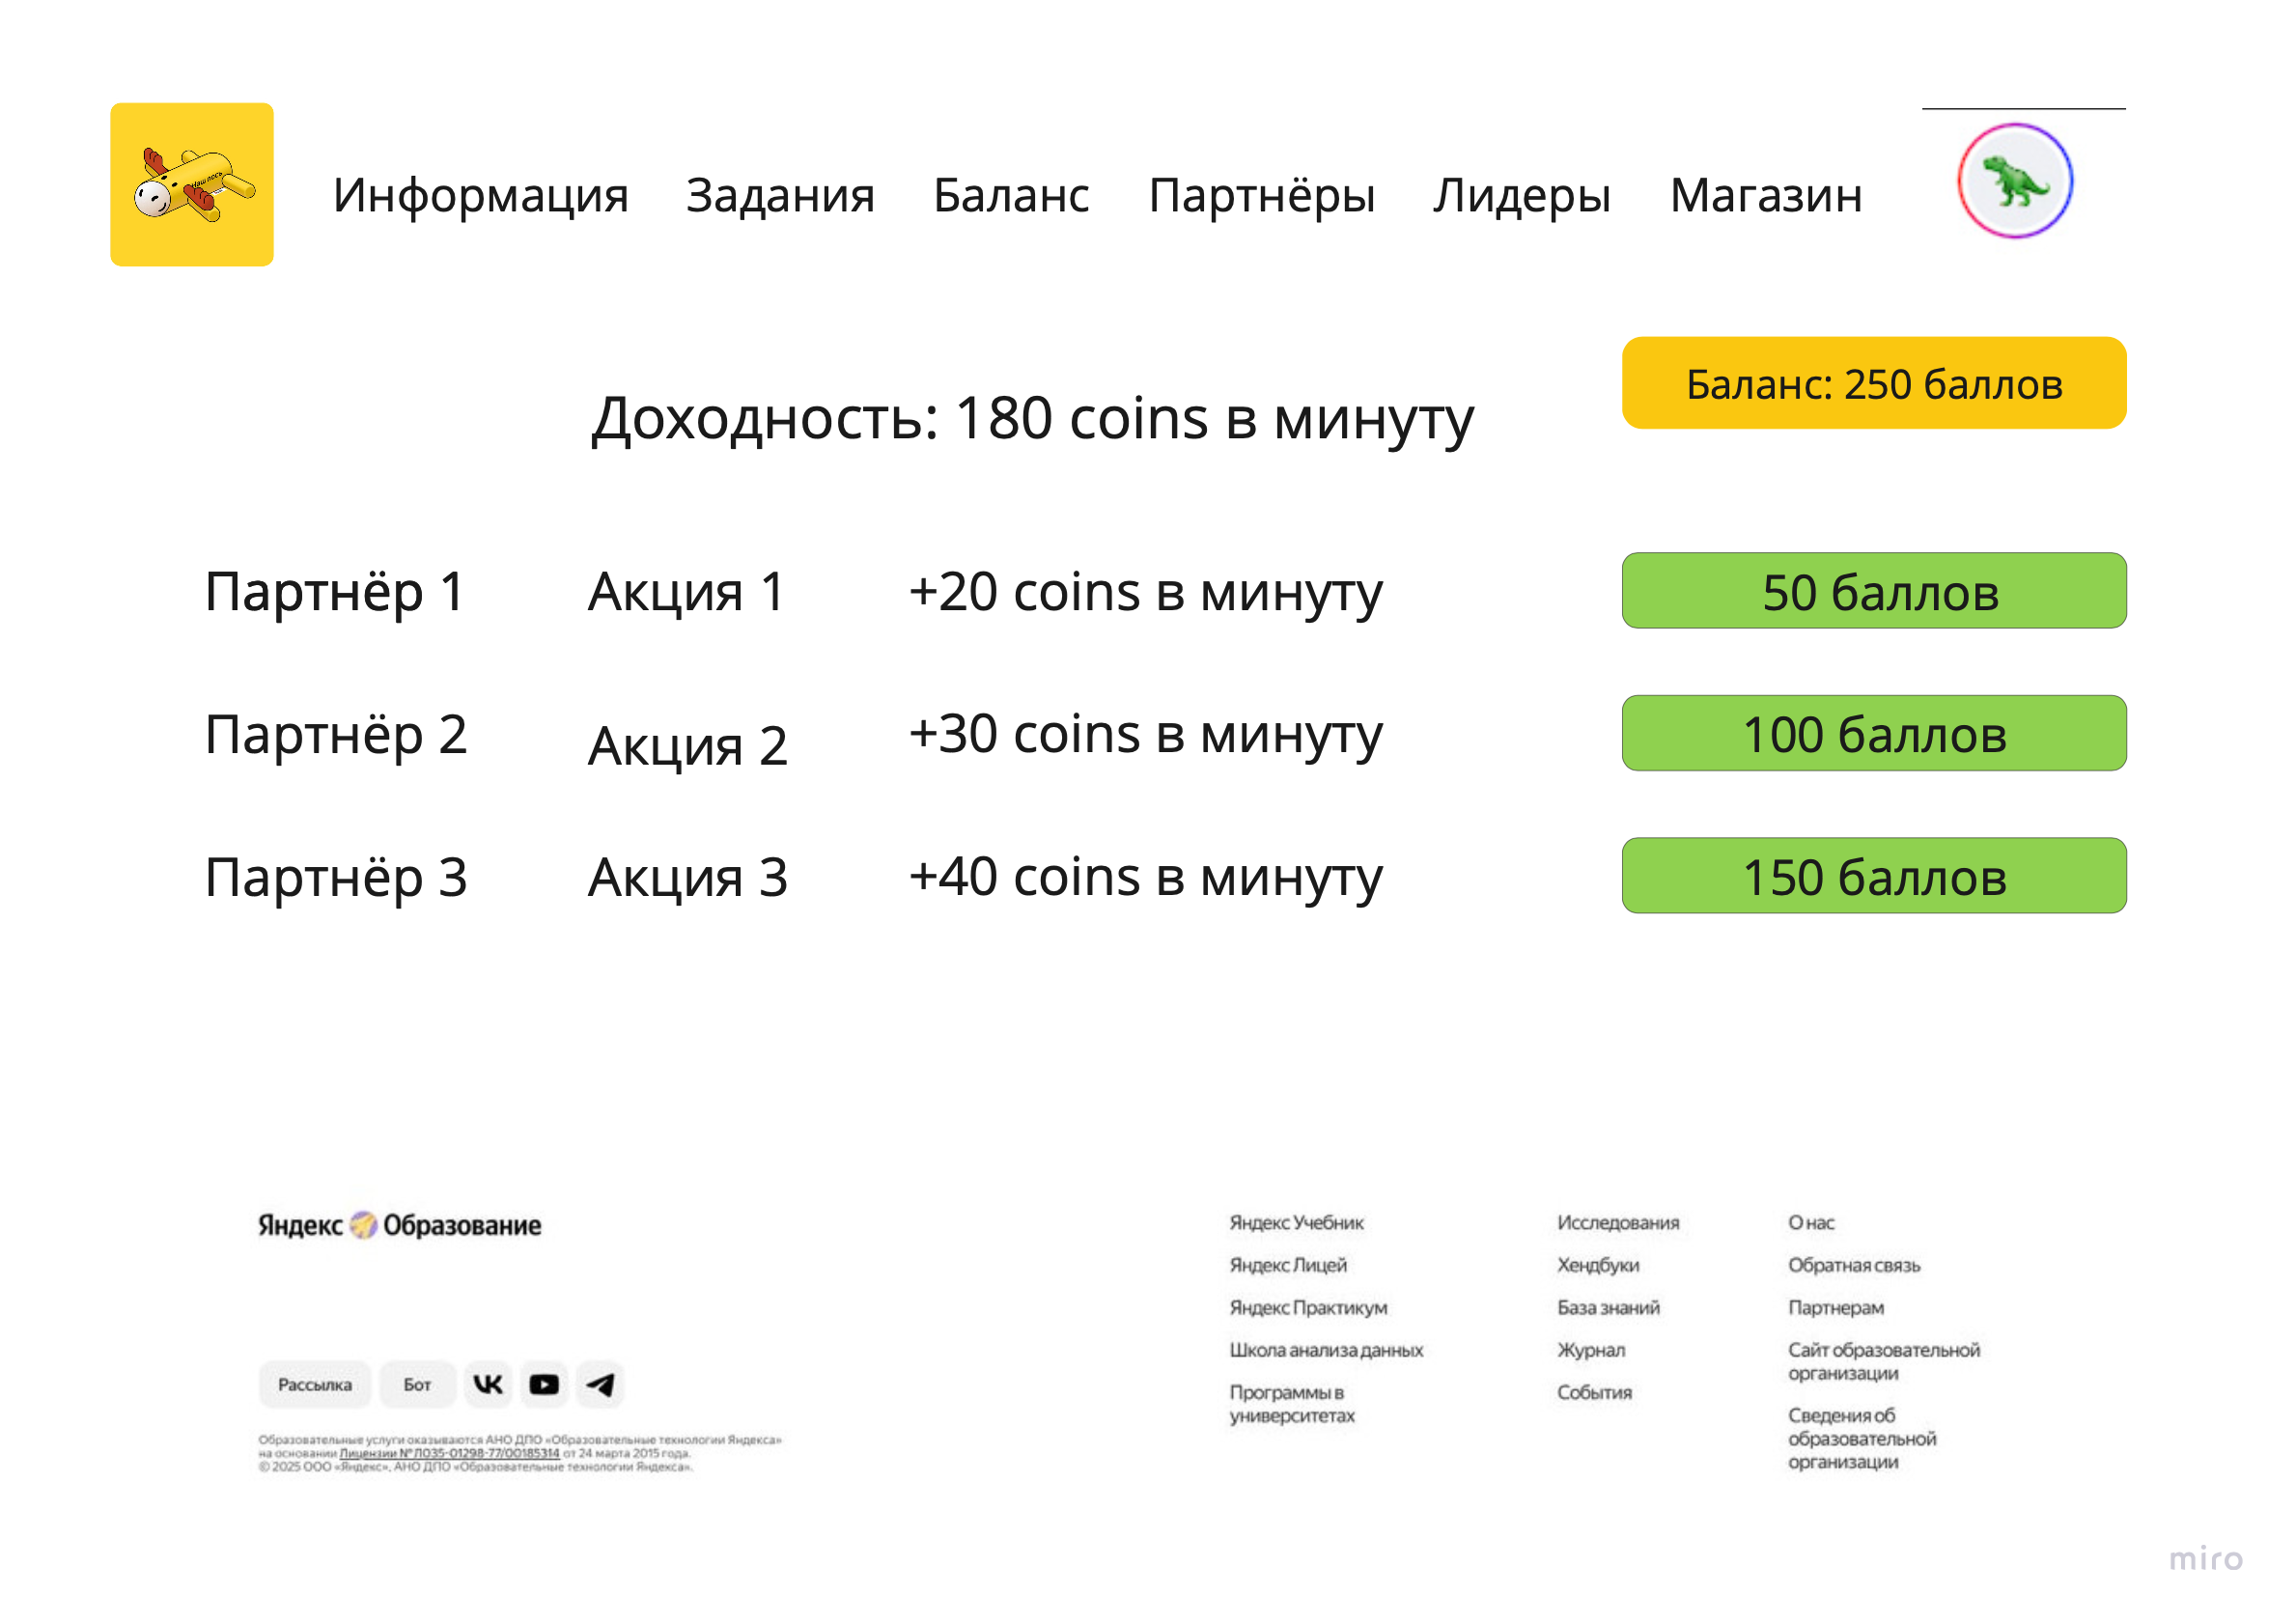 Наш лось
Информация Задания Баланс Партнёры Лидеры Магазин
Баланс: 250 баллов
Доходность: 180 coins в минуту
Партнёр 1 Акция 1 +20 coins в минуту 50 баллов
Партнёр 2 Акция 2 +30 coins в минуту 100 баллов
Партнёр 3 Акция 3 +40 coins в минуту 150 баллов
Яндекс Образование
Рассылка Бот
Образовательные услуги оказываются АНО ДПО «Образовательные технологии Яндекса»
на основании Лицензии № Л035-01298-77/00185314 от 24 марта 2015 года.
© 2025 ООО «Яндекс», АНО ДПО «Образовательные технологии Яндекса».
Яндекс Учебник
Яндекс Лицей
Яндекс Практикум
Школа анализа данных
Программы в
университетах
Исследования
Хендбуки
База знаний
Журнал
События
О нас
Обратная связь
Партнерам
Сайт образовательной
организации
Сведения об
образовательной
организации
miro